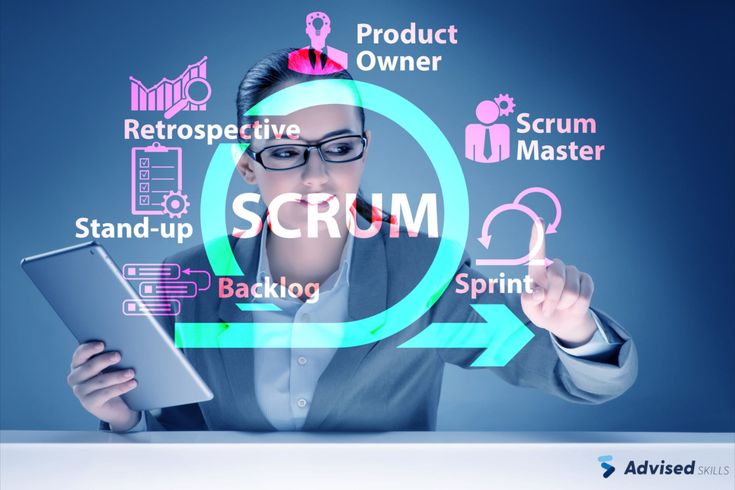 Product
Owner
Retrospective
Scrum
Master
Stand-up
SCRUM
Backlog
Sprint
Advised SKILLS